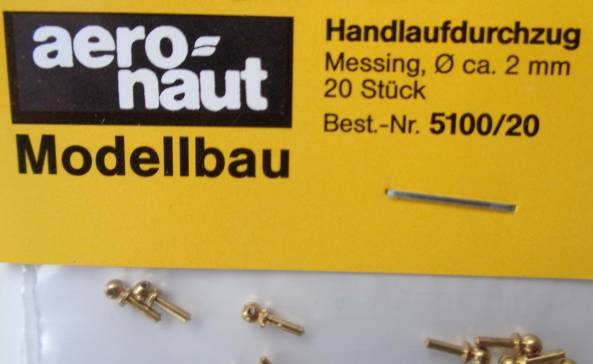 aero-
naut
Modellbau
Handlaufdurchzug
Messing, Ø ca. 2 mm
20 Stück
Best.-Nr. 5100/20